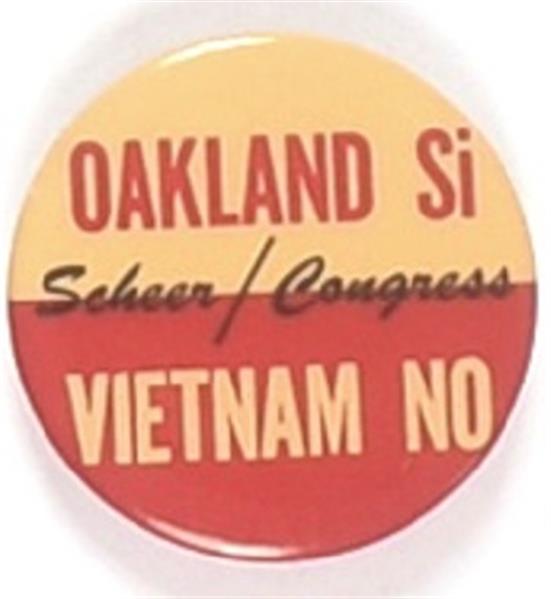 OAKLAND Si
Scheer / Congress
VIETNAM NO